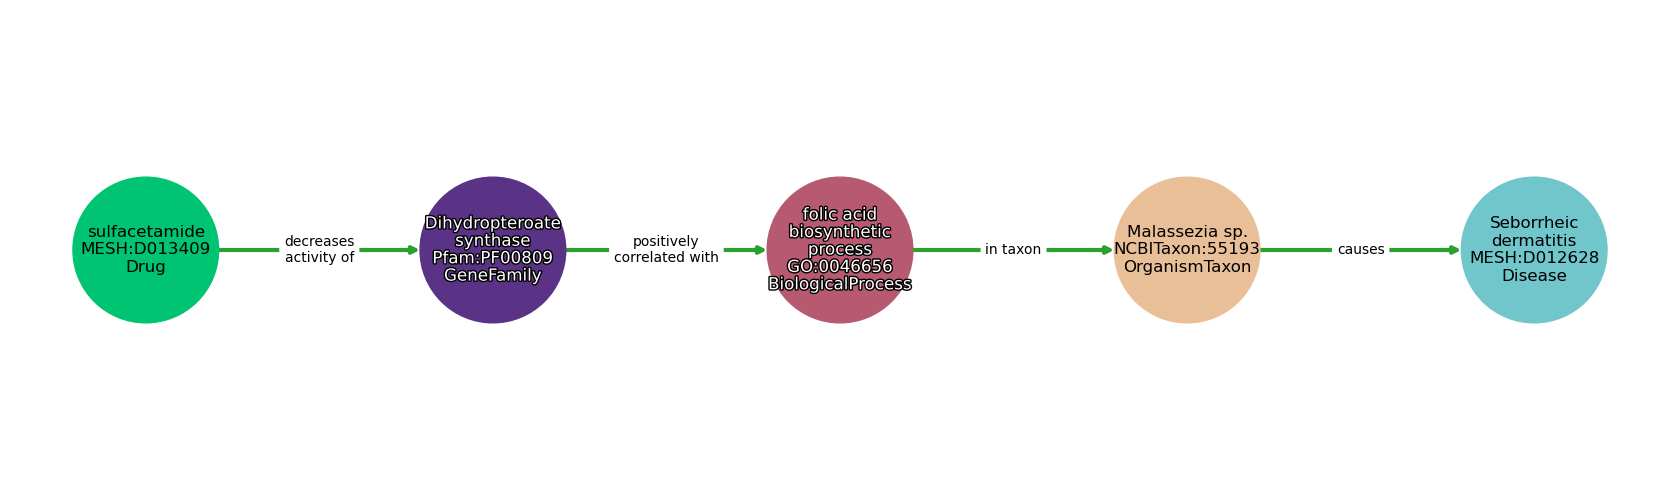 sulfacetamide
MESH:D013409
Drug
decreases
activity of
Dihydropteroate
synthase
Pfam:PF00809
GeneFamily
positively
correlated with
folic acid
biosynthetic
process
GO:0046656
BiologicalProcess
in taxon
Malassezia sp.
NCBITaxon:55193
OrganismTaxon
causes
Seborrheic
dermatitis
MESH:D012628
Disease